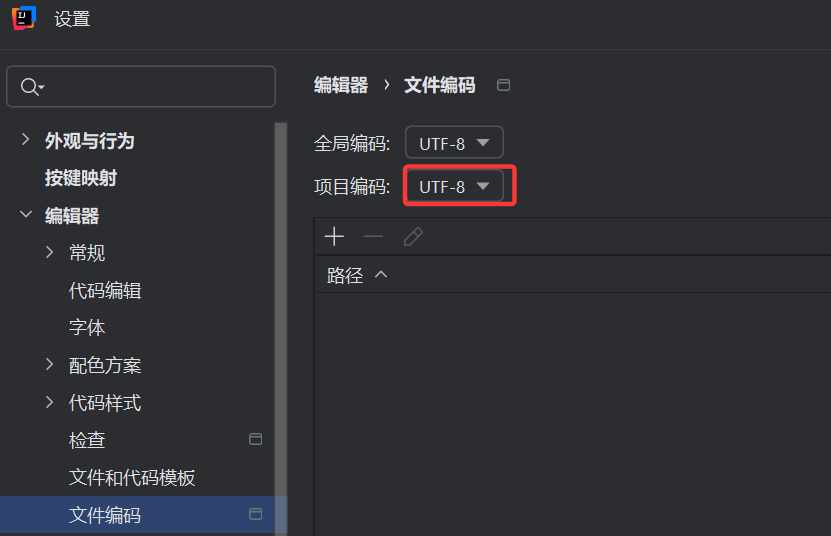 设置
外观与行为
按键映射
编辑器
常规
代码编辑
字体
配色方案
代码样式
检查
文件和代码模板
文件编码
编辑器 › 文件编码
全局编码: UTF-8
项目编码: UTF-8
路径